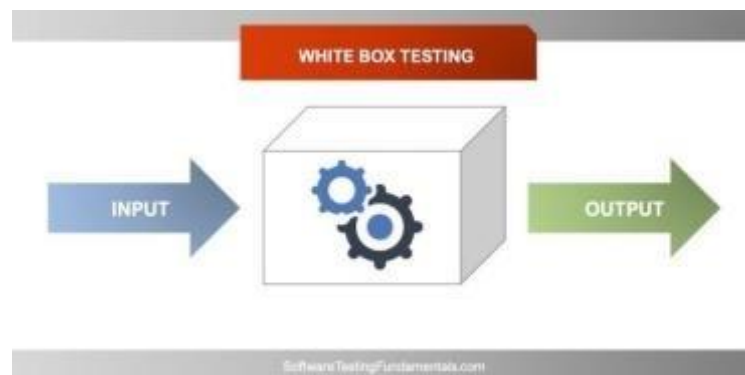 WHITE BOX TESTING
INPUT
OUTPUT
SoftwareTestingFundamentals.com